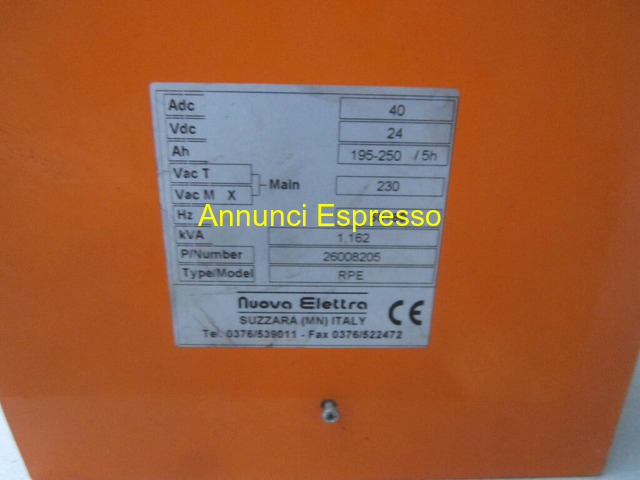 Adc 40
Vdc 24
Ah 195-250 /5h
Vac T
Main 230
Vac M X
Hz
Annunci Espresso
kVA 1,162
P/Number 26008205
Type/Model RPE
nuova Elettra
SUZZARA (MN) ITALY
CE
Tel. 0376/539011 - Fax 0376/522472